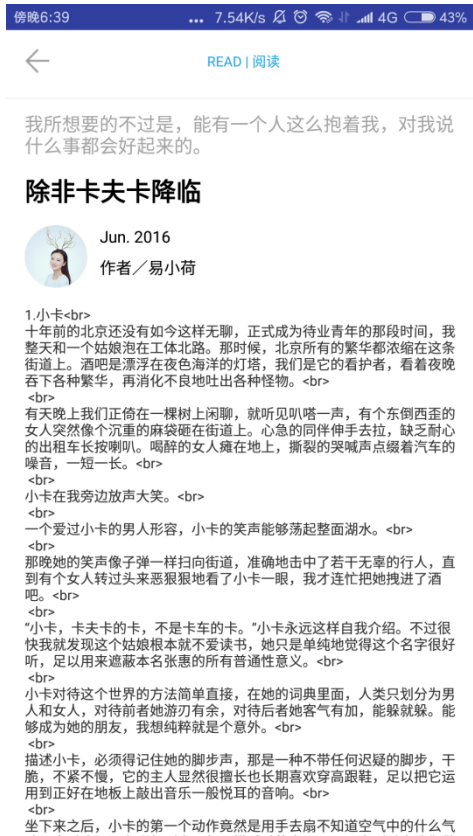 傍晚6:39
... 7.54K/s 4G 43%
READ | 阅读
我所想要的不过是，能有一个人这么抱着我，对我说
什么事都会好起来的。
除非卡夫卡降临
Jun. 2016
作者／易小荷
1.小卡<br>
十年前的北京还没有如今这样无聊，正式成为待业青年的那段时间，我
整天和一个姑娘泡在工体北路。那时候，北京所有的繁华都浓缩在这条
街道上。酒吧是漂浮在夜色海洋的灯塔，我们是它的看护者，看着夜晚
吞下各种繁华，再消化不良地吐出各种怪物。<br>
<br>
有天晚上我们正倚在一棵树上闲聊，就听见叭嗒一声，有个东倒西歪的
女人突然像个沉重的麻袋砸在街道上。心急的同伴伸手去拉，缺乏耐心
的出租车长按喇叭。喝醉的女人瘫在地上，撕裂的哭喊声点缀着汽车的
噪音，一短一长。<br>
<br>
小卡在我旁边放声大笑。<br>
<br>
一个爱过小卡的男人形容，小卡的笑声能够荡起整面湖水。<br>
<br>
那晚她的笑声像子弹一样扫向街道，准确地击中了若干无辜的行人，直
到有个女人转过头来恶狠狠地看了小卡一眼，我才连忙把她拽进了酒
吧。<br>
<br>
“小卡，卡夫卡的卡，不是卡车的卡。”小卡永远这样自我介绍。不过很
快我就发现这个姑娘根本就不爱读书，她只是单纯地觉得这个名字很好
听，足以用来遮蔽本名张惠的所有普通性意义。<br>
<br>
小卡对待这个世界的方法简单直接，在她的词典里面，人类只划分为男
人和女人，对待前者她游刃有余，对待后者她客气有加，能躲就躲。能
够成为她的朋友，我想纯粹就是个意外。<br>
<br>
描述小卡，必须得记住她的脚步声，那是一种不带任何迟疑的脚步，干
脆，不紧不慢，它的主人显然很擅长也长期喜欢穿高跟鞋，足以把它运
用到正好在地板上敲出音乐一般悦耳的音响。<br>
<br>
坐下来之后，小卡的第一个动作竟然是用手去扇不知道空气中的什么气